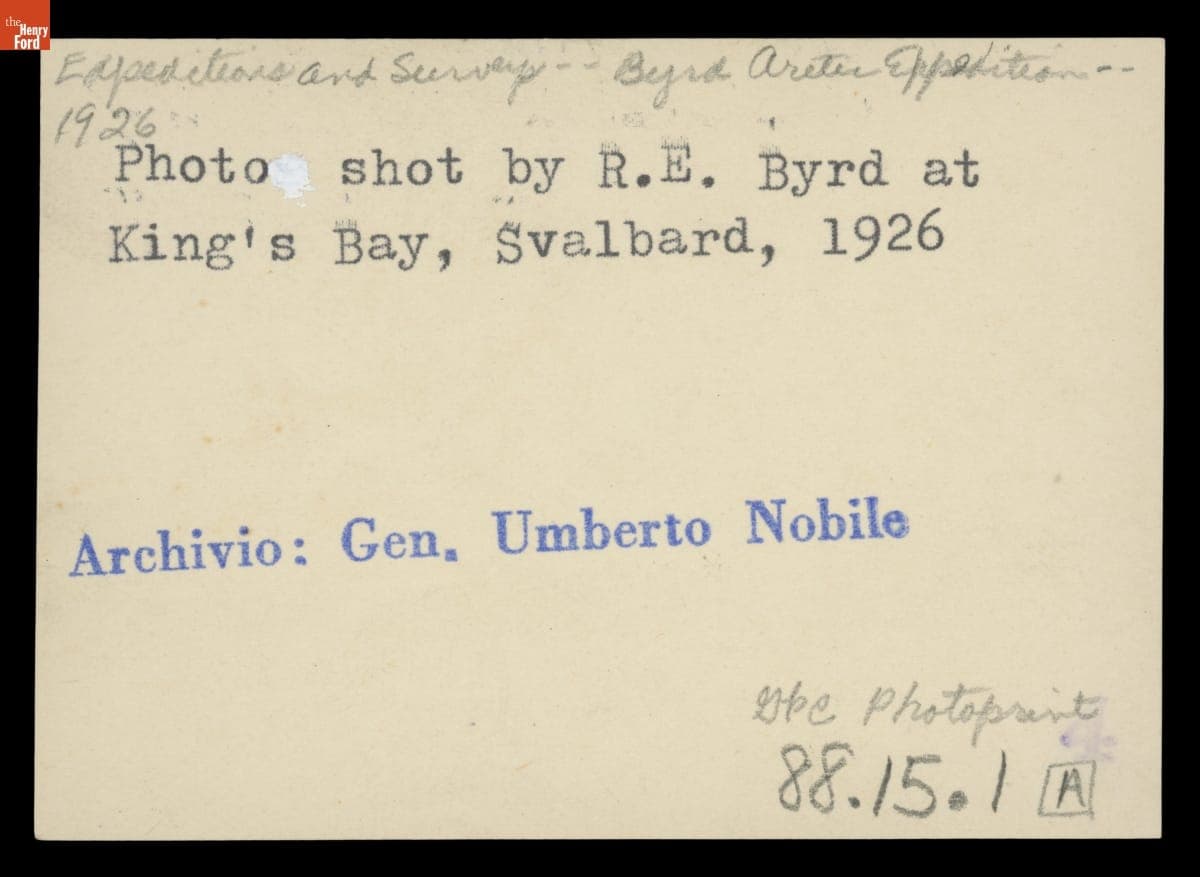 the
Henry
Ford
Expeditions and Surveys -- Byrd Arctic Expedition --
1926
Photo shot by R.E. Byrd at
King's Bay, Svalbard, 1926
Archivio: Gen. Umberto Nobile
Photoprint
88.15.1 A